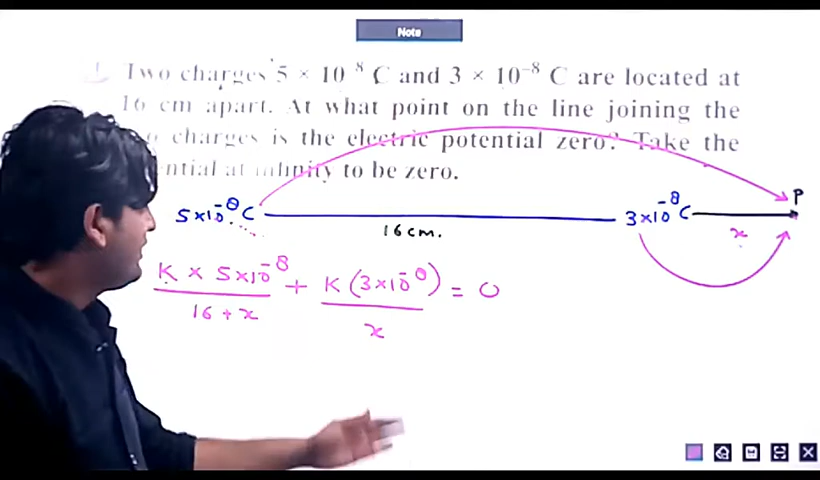 Note
Two charges 5 × 10⁻⁸ C and 3 × 10⁻⁸ C are located at
16 cm apart. At what point on the line joining the
charges is the electric potential zero? Take the
at infinity to be zero.
P
5×10⁻⁸ C 3×10⁻⁸ C
16 cm. x
K × 5×10⁻⁸ / 16 + x + K (3×10⁻⁸) / x = 0